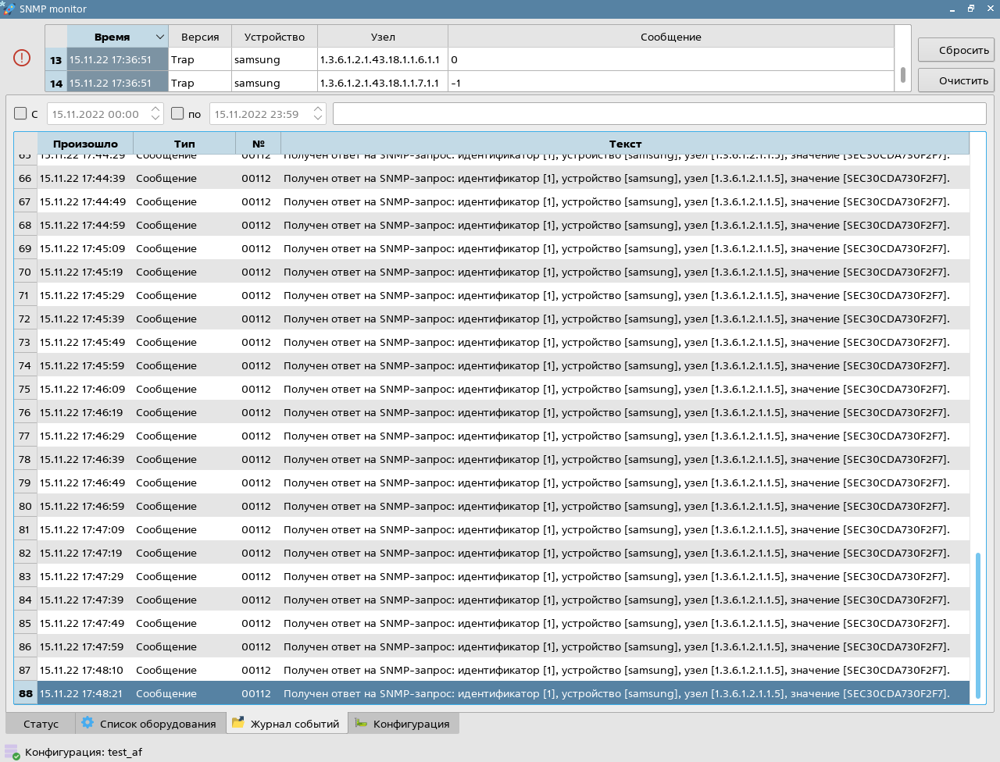 SNMP monitor
Время Версия Устройство Узел Сообщение
13 15.11.22 17:36:51 Trap samsung 1.3.6.1.2.1.43.18.1.1.6.1.1 0
14 15.11.22 17:36:51 Trap samsung 1.3.6.1.2.1.43.18.1.1.7.1.1 -1
Сбросить
Очистить
С 15.11.2022 00:00 по 15.11.2022 23:59
Произошло Тип № Текст
65 15.11.22 17:44:29 Сообщение 00112 Получен ответ на SNMP-запрос: идентификатор [1], устройство [samsung], узел [1.3.6.1.2.1.1.5], значение [SEC30CDA730F2F7].
66 15.11.22 17:44:39 Сообщение 00112 Получен ответ на SNMP-запрос: идентификатор [1], устройство [samsung], узел [1.3.6.1.2.1.1.5], значение [SEC30CDA730F2F7].
67 15.11.22 17:44:49 Сообщение 00112 Получен ответ на SNMP-запрос: идентификатор [1], устройство [samsung], узел [1.3.6.1.2.1.1.5], значение [SEC30CDA730F2F7].
68 15.11.22 17:44:59 Сообщение 00112 Получен ответ на SNMP-запрос: идентификатор [1], устройство [samsung], узел [1.3.6.1.2.1.1.5], значение [SEC30CDA730F2F7].
69 15.11.22 17:45:09 Сообщение 00112 Получен ответ на SNMP-запрос: идентификатор [1], устройство [samsung], узел [1.3.6.1.2.1.1.5], значение [SEC30CDA730F2F7].
70 15.11.22 17:45:19 Сообщение 00112 Получен ответ на SNMP-запрос: идентификатор [1], устройство [samsung], узел [1.3.6.1.2.1.1.5], значение [SEC30CDA730F2F7].
71 15.11.22 17:45:29 Сообщение 00112 Получен ответ на SNMP-запрос: идентификатор [1], устройство [samsung], узел [1.3.6.1.2.1.1.5], значение [SEC30CDA730F2F7].
72 15.11.22 17:45:39 Сообщение 00112 Получен ответ на SNMP-запрос: идентификатор [1], устройство [samsung], узел [1.3.6.1.2.1.1.5], значение [SEC30CDA730F2F7].
73 15.11.22 17:45:49 Сообщение 00112 Получен ответ на SNMP-запрос: идентификатор [1], устройство [samsung], узел [1.3.6.1.2.1.1.5], значение [SEC30CDA730F2F7].
74 15.11.22 17:45:59 Сообщение 00112 Получен ответ на SNMP-запрос: идентификатор [1], устройство [samsung], узел [1.3.6.1.2.1.1.5], значение [SEC30CDA730F2F7].
75 15.11.22 17:46:09 Сообщение 00112 Получен ответ на SNMP-запрос: идентификатор [1], устройство [samsung], узел [1.3.6.1.2.1.1.5], значение [SEC30CDA730F2F7].
76 15.11.22 17:46:19 Сообщение 00112 Получен ответ на SNMP-запрос: идентификатор [1], устройство [samsung], узел [1.3.6.1.2.1.1.5], значение [SEC30CDA730F2F7].
77 15.11.22 17:46:29 Сообщение 00112 Получен ответ на SNMP-запрос: идентификатор [1], устройство [samsung], узел [1.3.6.1.2.1.1.5], значение [SEC30CDA730F2F7].
78 15.11.22 17:46:39 Сообщение 00112 Получен ответ на SNMP-запрос: идентификатор [1], устройство [samsung], узел [1.3.6.1.2.1.1.5], значение [SEC30CDA730F2F7].
79 15.11.22 17:46:49 Сообщение 00112 Получен ответ на SNMP-запрос: идентификатор [1], устройство [samsung], узел [1.3.6.1.2.1.1.5], значение [SEC30CDA730F2F7].
80 15.11.22 17:46:59 Сообщение 00112 Получен ответ на SNMP-запрос: идентификатор [1], устройство [samsung], узел [1.3.6.1.2.1.1.5], значение [SEC30CDA730F2F7].
81 15.11.22 17:47:09 Сообщение 00112 Получен ответ на SNMP-запрос: идентификатор [1], устройство [samsung], узел [1.3.6.1.2.1.1.5], значение [SEC30CDA730F2F7].
82 15.11.22 17:47:19 Сообщение 00112 Получен ответ на SNMP-запрос: идентификатор [1], устройство [samsung], узел [1.3.6.1.2.1.1.5], значение [SEC30CDA730F2F7].
83 15.11.22 17:47:29 Сообщение 00112 Получен ответ на SNMP-запрос: идентификатор [1], устройство [samsung], узел [1.3.6.1.2.1.1.5], значение [SEC30CDA730F2F7].
84 15.11.22 17:47:39 Сообщение 00112 Получен ответ на SNMP-запрос: идентификатор [1], устройство [samsung], узел [1.3.6.1.2.1.1.5], значение [SEC30CDA730F2F7].
85 15.11.22 17:47:49 Сообщение 00112 Получен ответ на SNMP-запрос: идентификатор [1], устройство [samsung], узел [1.3.6.1.2.1.1.5], значение [SEC30CDA730F2F7].
86 15.11.22 17:47:59 Сообщение 00112 Получен ответ на SNMP-запрос: идентификатор [1], устройство [samsung], узел [1.3.6.1.2.1.1.5], значение [SEC30CDA730F2F7].
87 15.11.22 17:48:10 Сообщение 00112 Получен ответ на SNMP-запрос: идентификатор [1], устройство [samsung], узел [1.3.6.1.2.1.1.5], значение [SEC30CDA730F2F7].
88 15.11.22 17:48:21 Сообщение 00112 Получен ответ на SNMP-запрос: идентификатор [1], устройство [samsung], узел [1.3.6.1.2.1.1.5], значение [SEC30CDA730F2F7].
Статус Список оборудования Журнал событий Конфигурация
Конфигурация: test_af